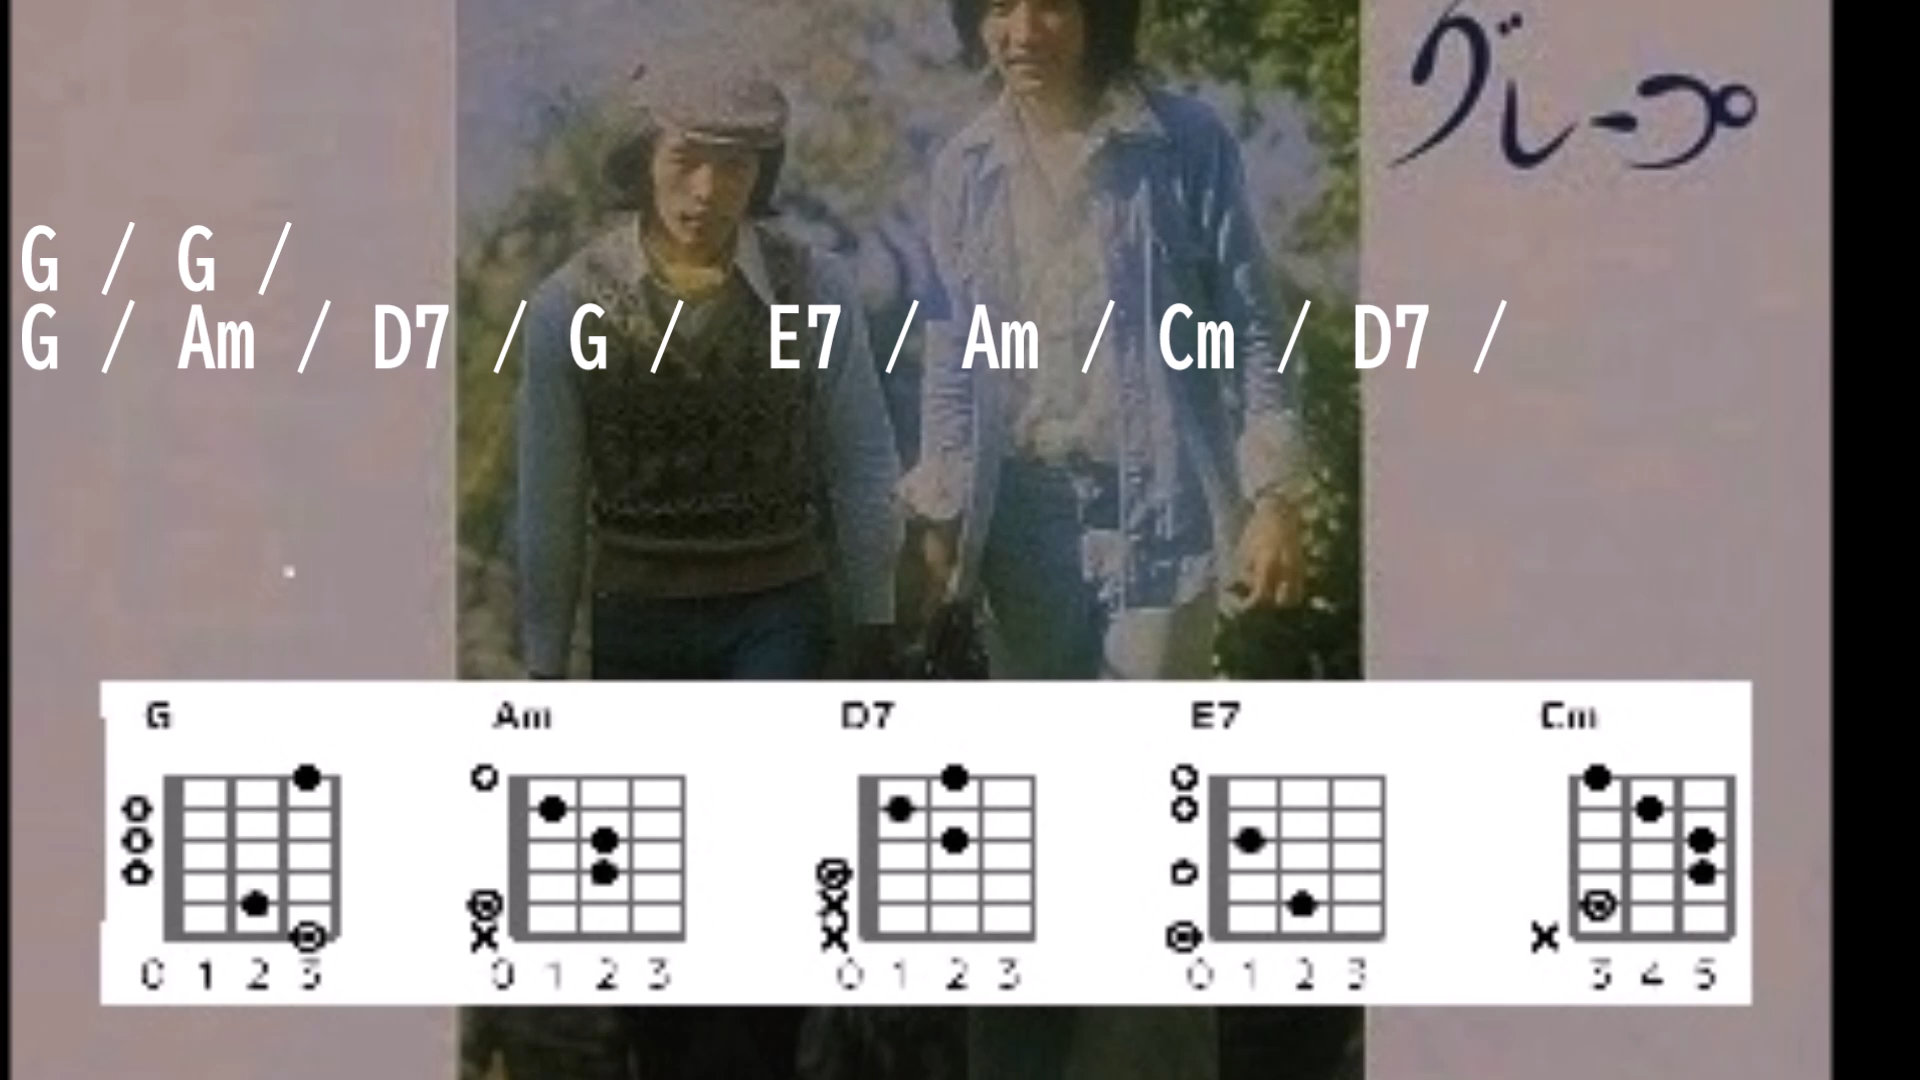 グレープ
G / G /
G / Am / D7 / G / E7 / Am / Cm / D7 /
G Am D7 E7 Cm
0 1 2 3 0 1 2 3 0 1 2 3 0 1 2 3 3 4 5